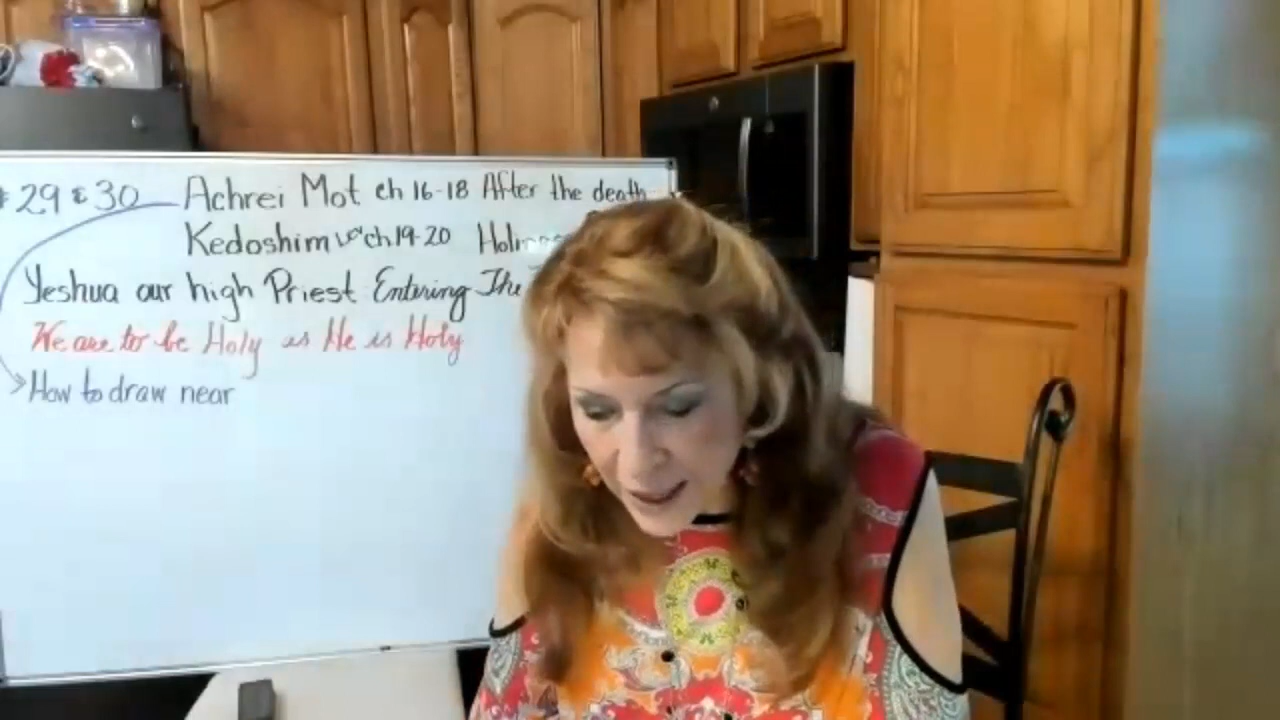 # 29 & 30 Achrei Mot ch 16-18 After the death
Kedoshim Lev ch 19-20
Yeshua our high Priest Entering The
We are to be Holy as He is Holy
How to draw near